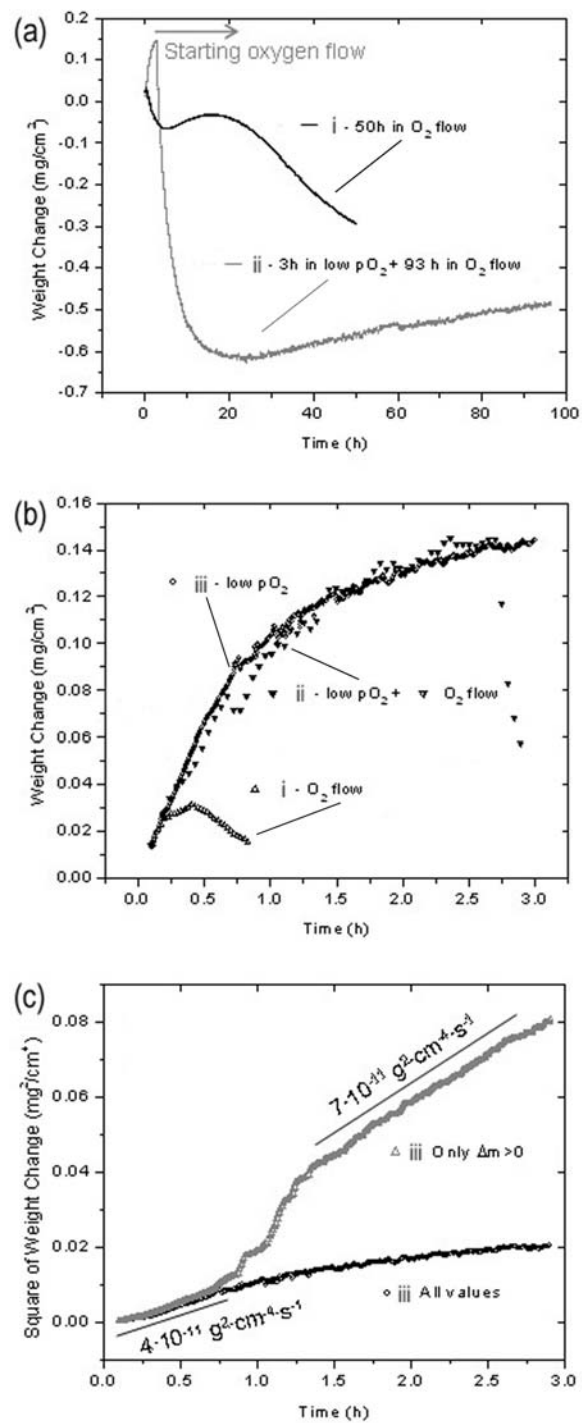 (a)
0.2
0.1
0.0
-0.1
-0.2
-0.3
-0.4
-0.5
-0.6
-0.7
Weight Change (mg/cm²)
Starting oxygen flow
i - 50h in O₂ flow
ii - 3h in low pO₂ + 93 h in O₂ flow
0 20 40 60 80 100
Time (h)
(b)
0.16
0.14
0.12
0.10
0.08
0.06
0.04
0.02
0.00
Weight Change (mg/cm²)
iii - low pO₂
ii - low pO₂ + O₂ flow
i - O₂ flow
0.0 0.5 1.0 1.5 2.0 2.5 3.0
Time (h)
(c)
0.08
0.06
0.04
0.02
0.00
Square of Weight Change (mg²/cm⁴)
7·10⁻¹¹ g²·cm⁻⁴·s⁻¹
iii Only Δm >0
iii All values
4·10⁻¹¹ g²·cm⁻⁴·s⁻¹
0.0 0.5 1.0 1.5 2.0 2.5 3.0
Time (h)